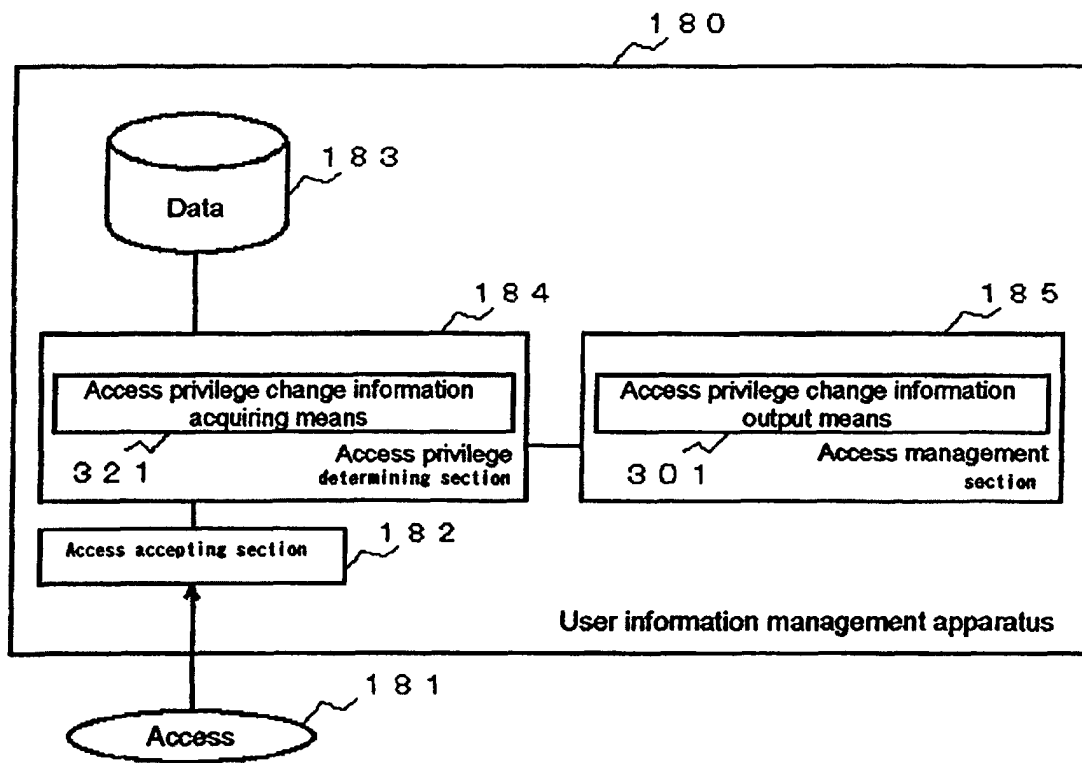 180
183
Data
184
185
Access privilege change information
acquiring means
Access privilege change information
output means
321
Access privilege
determining section
301
Access management
section
182
Access accepting section
User information management apparatus
181
Access